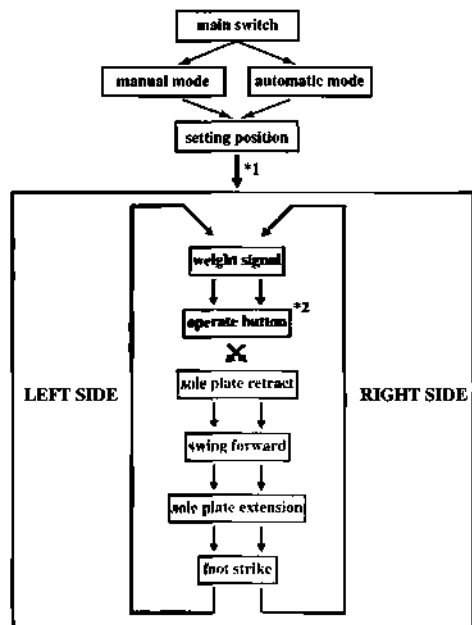 main switch
manual mode
automatic mode
setting position
*1
weight signal
operate button
*2
sole plate retract
LEFT SIDE
RIGHT SIDE
swing forward
sole plate extension
foot strike